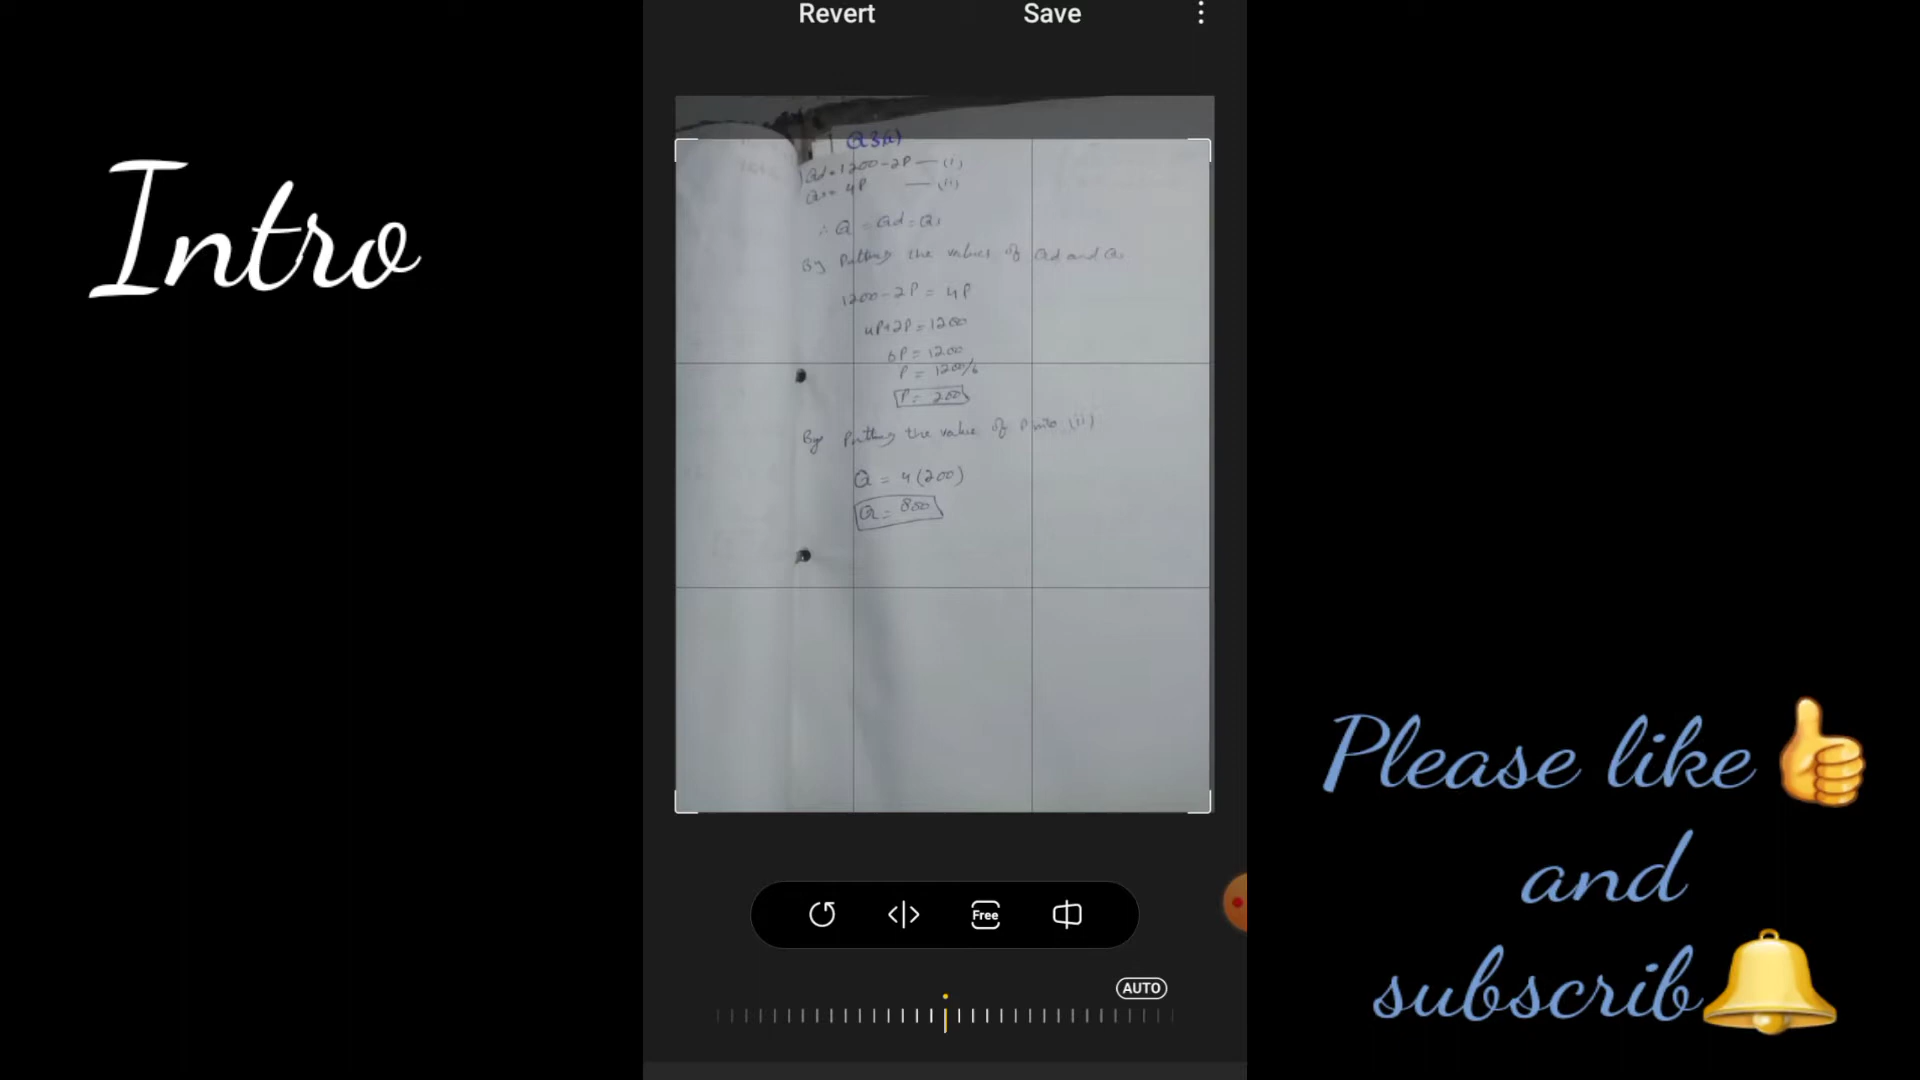 Revert Save
Intro
Q3(a)
Qd=1200-2P — (i)
Qs= 4P — (ii)
∴ Q = Qd = Qs
By Putting the values of Qd and Qs
1200-2P = 4P
4P+2P=1200
6P = 1200
P = 1200/6
P = 200
By Putting the value of P into (ii)
Q = 4(200)
Q = 800
Free
AUTO
Please like
and
subscrib